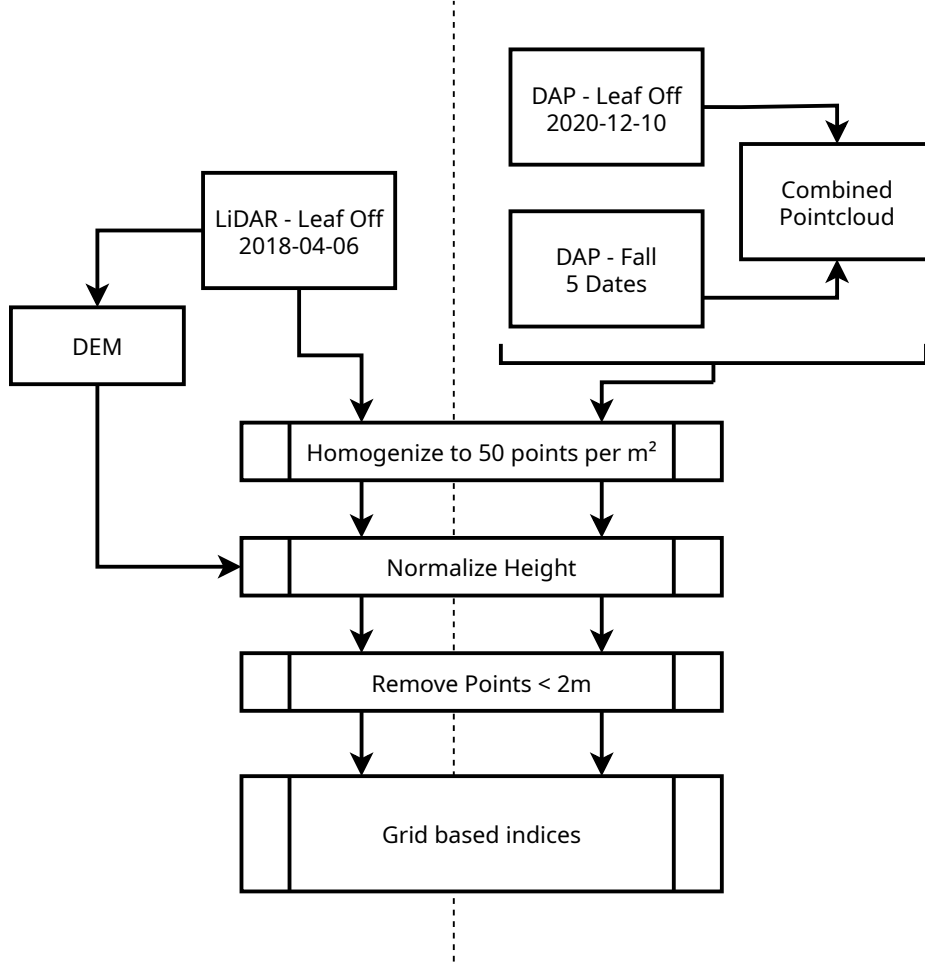 DAP - Leaf Off
2020-12-10
Combined
Pointcloud
LiDAR - Leaf Off
2018-04-06
DAP - Fall
5 Dates
DEM
Homogenize to 50 points per m²
Normalize Height
Remove Points < 2m
Grid based indices